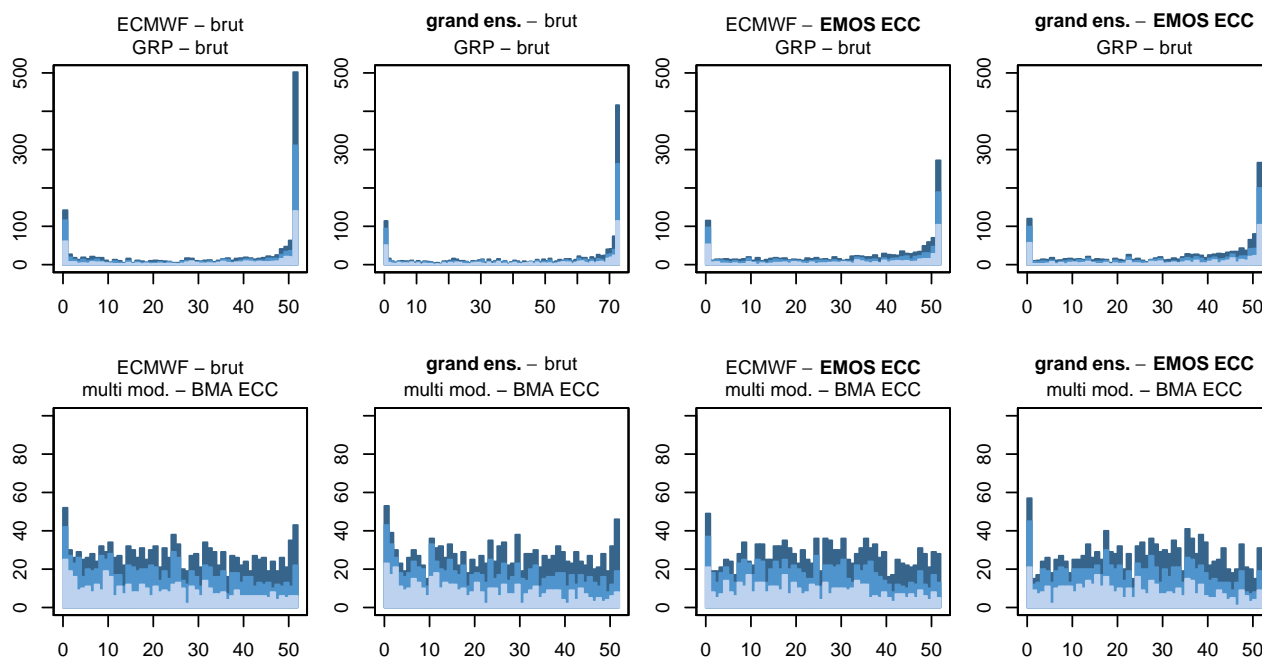 ECMWF – brut
GRP – brut
grand ens. – brut
GRP – brut
ECMWF – EMOS ECC
GRP – brut
grand ens. – EMOS ECC
GRP – brut
500
300
100
0
0 10 20 30 40 50
500
300
100
0
0 10 30 50 70
500
300
100
0
0 10 20 30 40 50
500
300
100
0
0 10 20 30 40 50
ECMWF – brut
multi mod. – BMA ECC
grand ens. – brut
multi mod. – BMA ECC
ECMWF – EMOS ECC
multi mod. – BMA ECC
grand ens. – EMOS ECC
multi mod. – BMA ECC
80
60
40
20
0
0 10 20 30 40 50
80
60
40
20
0
0 10 20 30 40 50
80
60
40
20
0
0 10 20 30 40 50
80
60
40
20
0
0 10 20 30 40 50